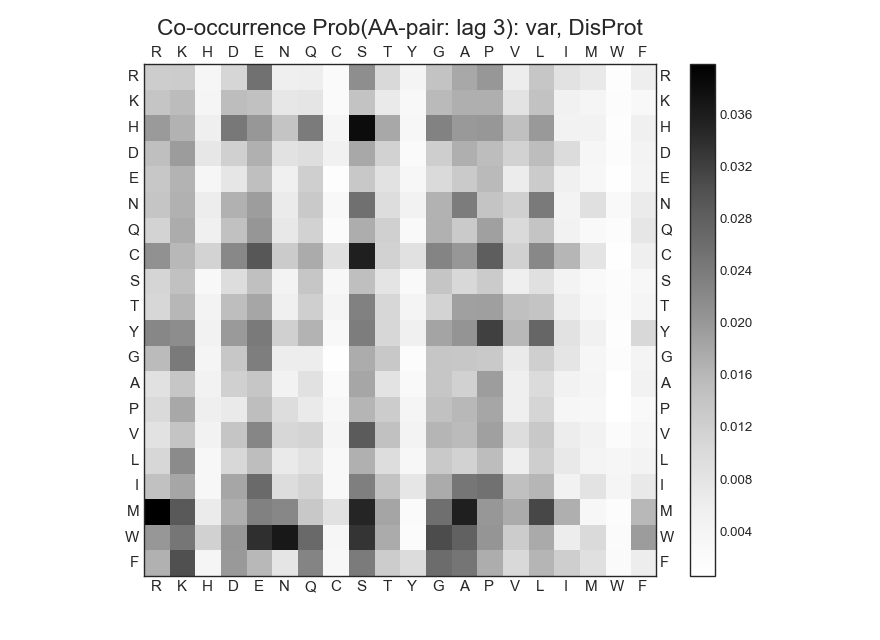 Co-occurrence Prob(AA-pair: lag 3): var, DisProt
R K H D E N Q C S T Y G A P V L I M W F
R R
K K
H H
D D
E E
N N
Q Q
C C
S S
T T
Y Y
G G
A A
P P
V V
L L
I I
M M
W W
F F
R K H D E N Q C S T Y G A P V L I M W F
0.036
0.032
0.028
0.024
0.020
0.016
0.012
0.008
0.004